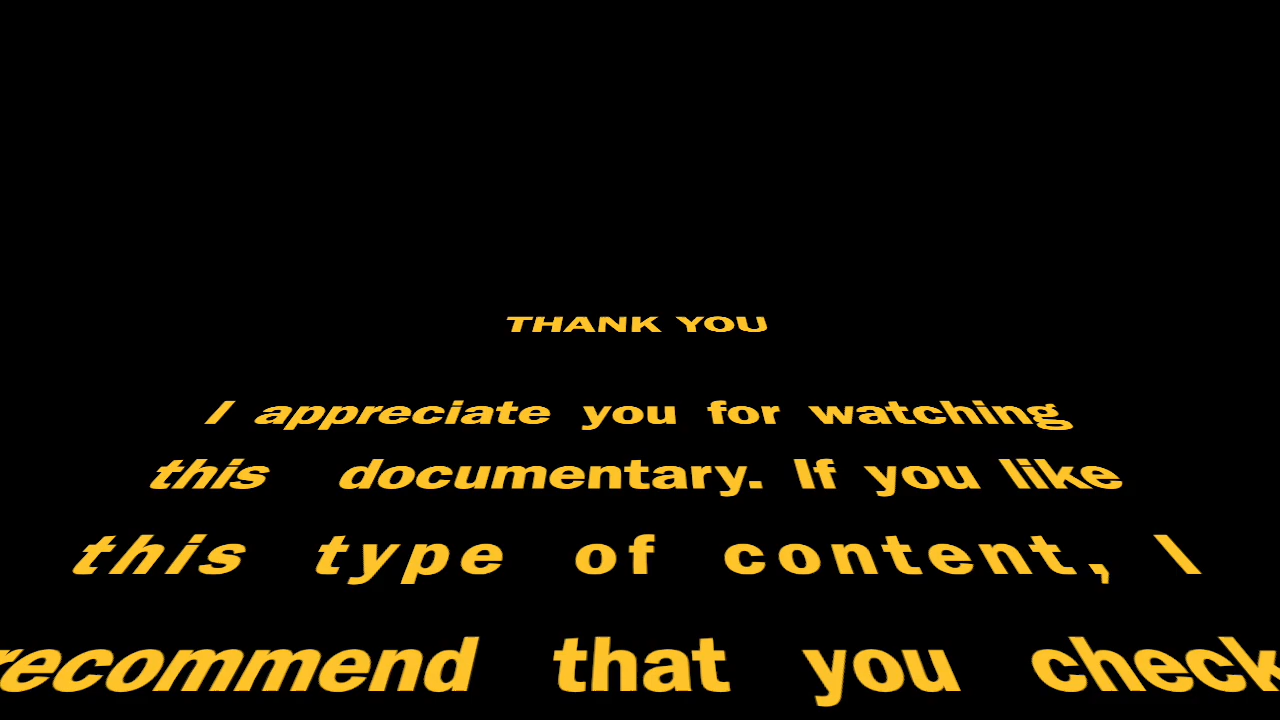 THANK YOU
I appreciate you for watching
this documentary. If you like
this type of content, I
recommend that you check